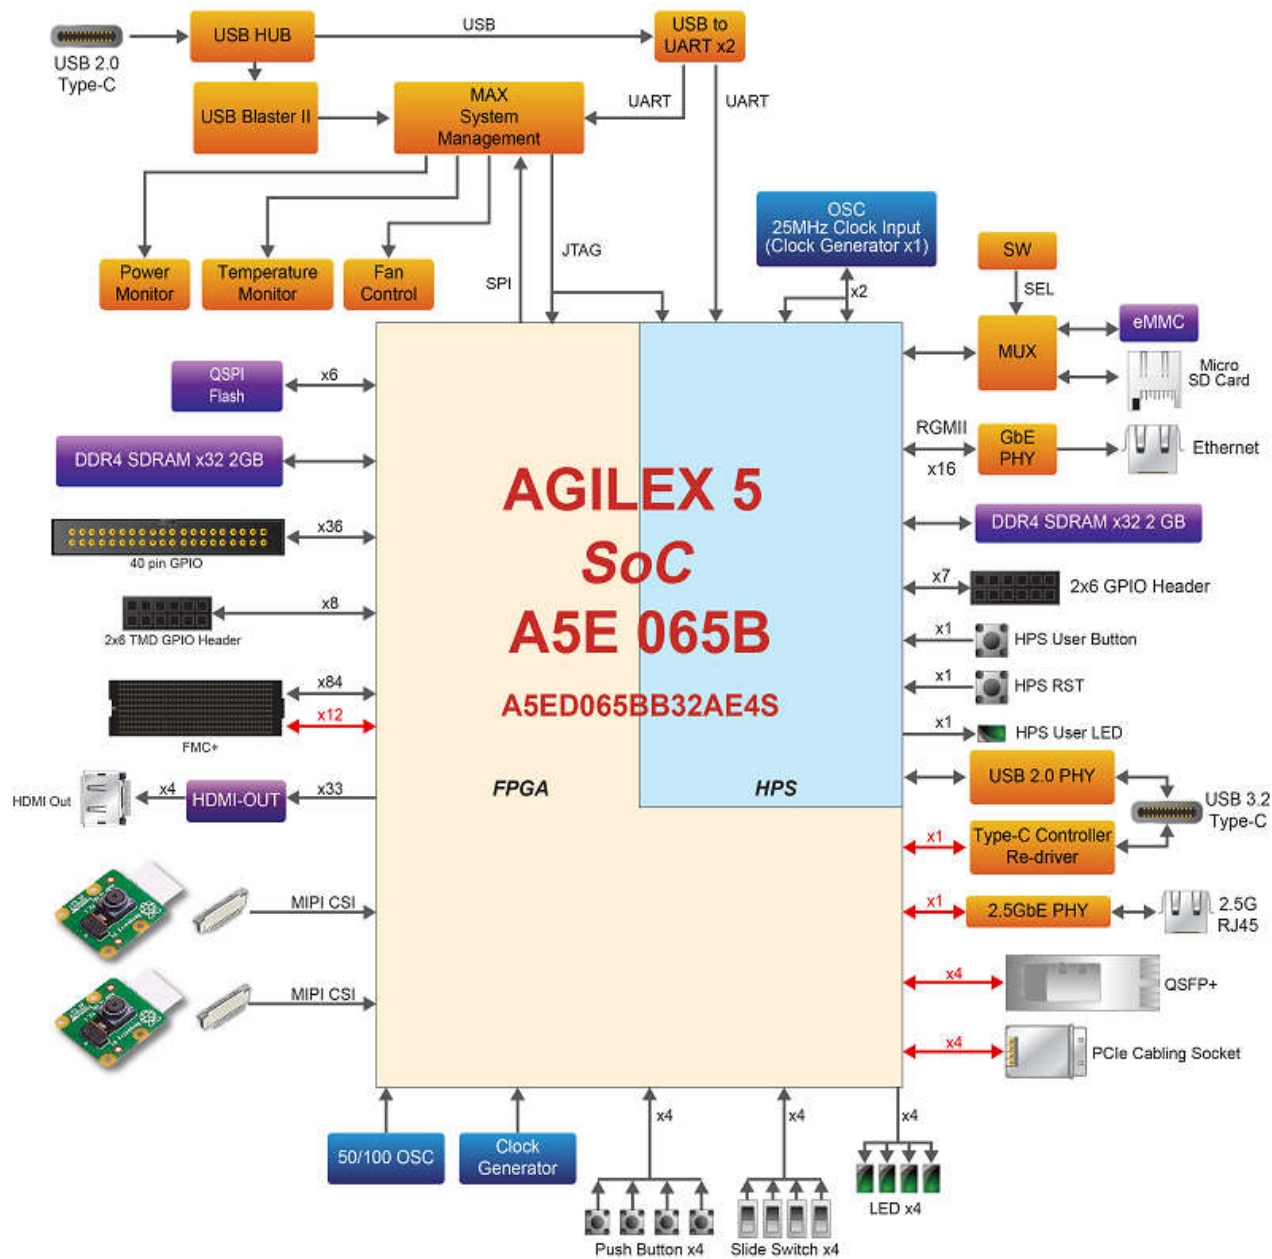 USB 2.0
Type-C
USB HUB
USB
USB to
UART x2
USB Blaster II
MAX
System
Management
UART
UART
Power
Monitor
Temperature
Monitor
Fan
Control
SPI
JTAG
OSC
25MHz Clock Input
(Clock Generator x1)
x2
SW
SEL
MUX
eMMC
Micro
SD Card
QSPI
Flash
x6
RGMII
x16
GbE
PHY
Ethernet
DDR4 SDRAM x32 2GB
AGILEX 5
SoC
A5E 065B
A5ED065BB32AE4S
FPGA
HPS
DDR4 SDRAM x32 2 GB
x36
40 pin GPIO
x7
2x6 GPIO Header
x8
2x6 TMD GPIO Header
x1
HPS User Button
x1
HPS RST
x84
x12
FMC+
x1
HPS User LED
HDMI Out
x4
HDMI-OUT
x33
USB 2.0 PHY
USB 3.2
Type-C
x1
Type-C Controller
Re-driver
MIPI CSI
x1
2.5GbE PHY
2.5G
RJ45
MIPI CSI
x4
QSFP+
x4
PCIe Cabling Socket
50/100 OSC
Clock
Generator
x4
x4
x4
Push Button x4
Slide Switch x4
LED x4